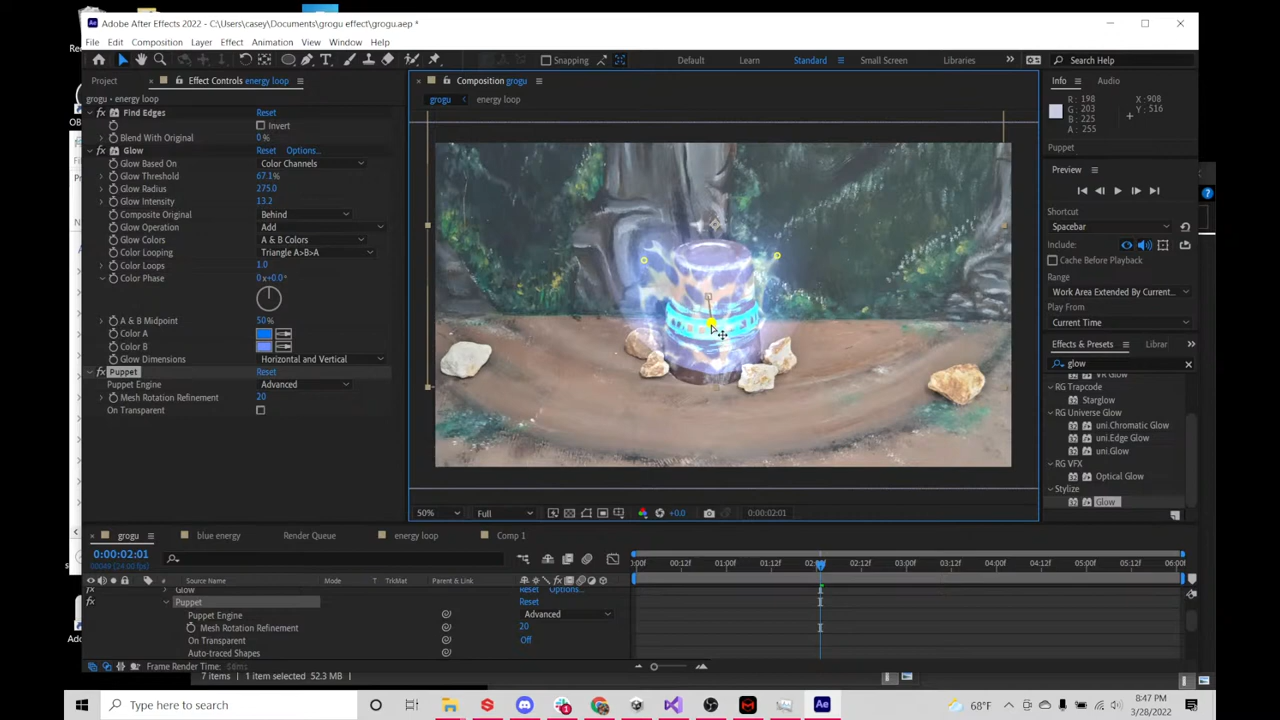 Adobe After Effects 2022 - C:\Users\casey\Documents\grogu effect\grogu.aep *
File Edit Composition Layer Effect Animation View Window Help
Snapping Default Learn Standard Small Screen Libraries Search Help
Project Effect Controls energy loop
grogu • energy loop
Find Edges Reset
Invert
Blend With Original 0 %
Glow Reset Options...
Glow Based On Color Channels
Glow Threshold 67.1%
Glow Radius 275.0
Glow Intensity 13.2
Composite Original Behind
Glow Operation Add
Glow Colors A & B Colors
Color Looping Triangle A>B>A
Color Loops 1.0
Color Phase 0x+0.0°
A & B Midpoint 50%
Color A
Color B
Glow Dimensions Horizontal and Vertical
Puppet Reset
Puppet Engine Advanced
Mesh Rotation Refinement 20
On Transparent
Composition grogu
grogu energy loop
50% Full +0.0 0:00:02:01
Info Audio
R: 198 X: 908
G: 203 Y: 516
B: 225
A: 255
Puppet
Preview
Shortcut
Spacebar
Include:
Cache Before Playback
Range
Work Area Extended By Current...
Play From
Current Time
Effects & Presets Librar
glow
VR Glow
RG Trapcode
Starglow
RG Universe Glow
uni.Chromatic Glow
uni.Edge Glow
uni.Glow
RG VFX
Optical Glow
Stylize
Glow
grogu blue energy Render Queue energy loop Comp 1
0:00:02:01
00049 (24.00 fps)
Source Name Mode T TrkMat Parent & Link
:00f 00:12f 01:00f 01:12f 02:12f 03:00f 03:12f 04:00f 04:12f 05:00f 05:12f 06:00
Glow Reset Options...
Puppet Reset
Puppet Engine Advanced
Mesh Rotation Refinement 20
On Transparent Off
Auto-traced Shapes
Frame Render Time:
7 items 1 item selected 52.3 MB
Type here to search
68°F
8:47 PM
3/28/2022